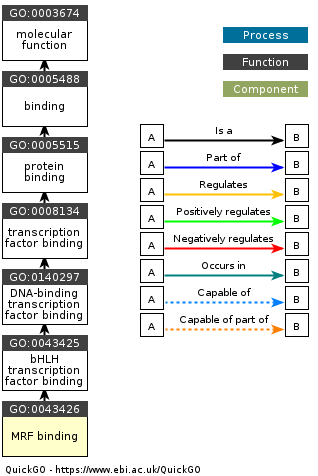 GO:0003674
molecular
function
GO:0005488
binding
GO:0005515
protein
binding
GO:0008134
transcription
factor binding
GO:0140297
DNA-binding
transcription
factor binding
GO:0043425
bHLH
transcription
factor binding
GO:0043426
MRF binding
Process
Function
Component
A Is a B
A Part of B
A Regulates B
A Positively regulates B
A Negatively regulates B
A Occurs in B
A Capable of B
A Capable of part of B
QuickGO - https://www.ebi.ac.uk/QuickGO